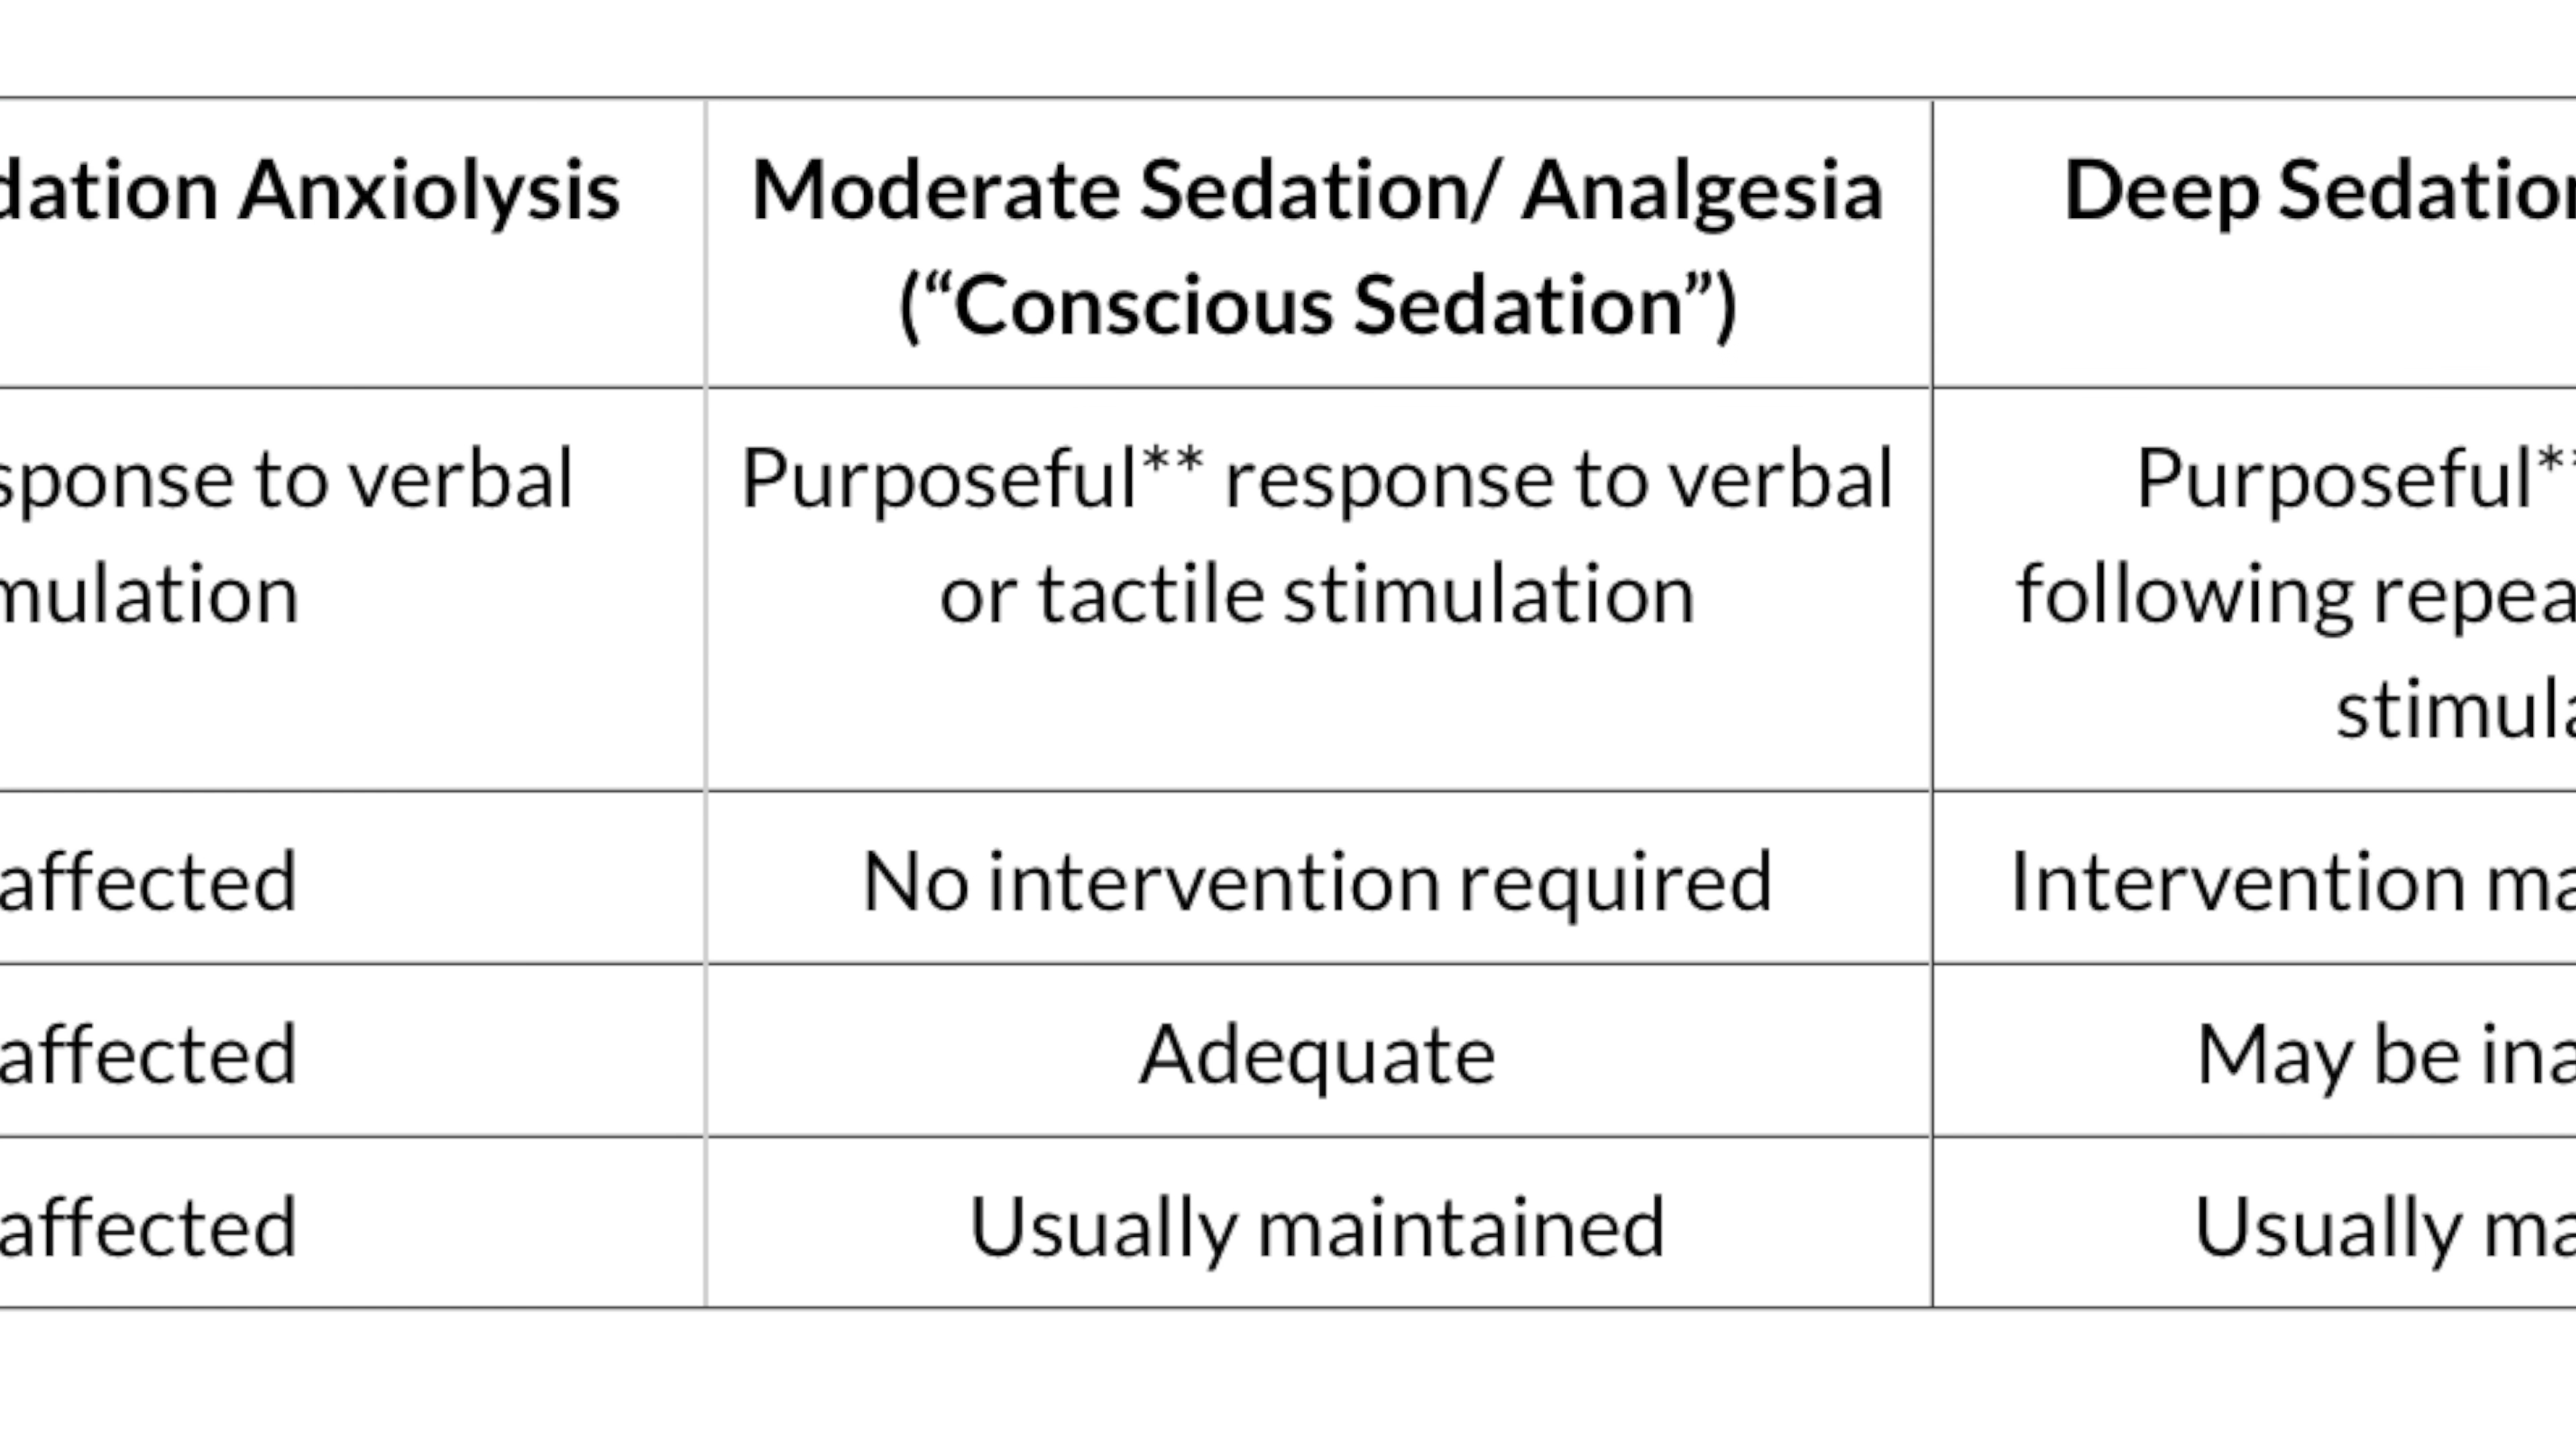 dation Anxiolysis
Moderate Sedation/ Analgesia
(“Conscious Sedation”)
Deep Sedation
sponse to verbal
mulation
Purposeful** response to verbal
or tactile stimulation
Purposeful**
following repea
stimula
affected
No intervention required
Intervention ma
affected
Adequate
May be ina
affected
Usually maintained
Usually ma